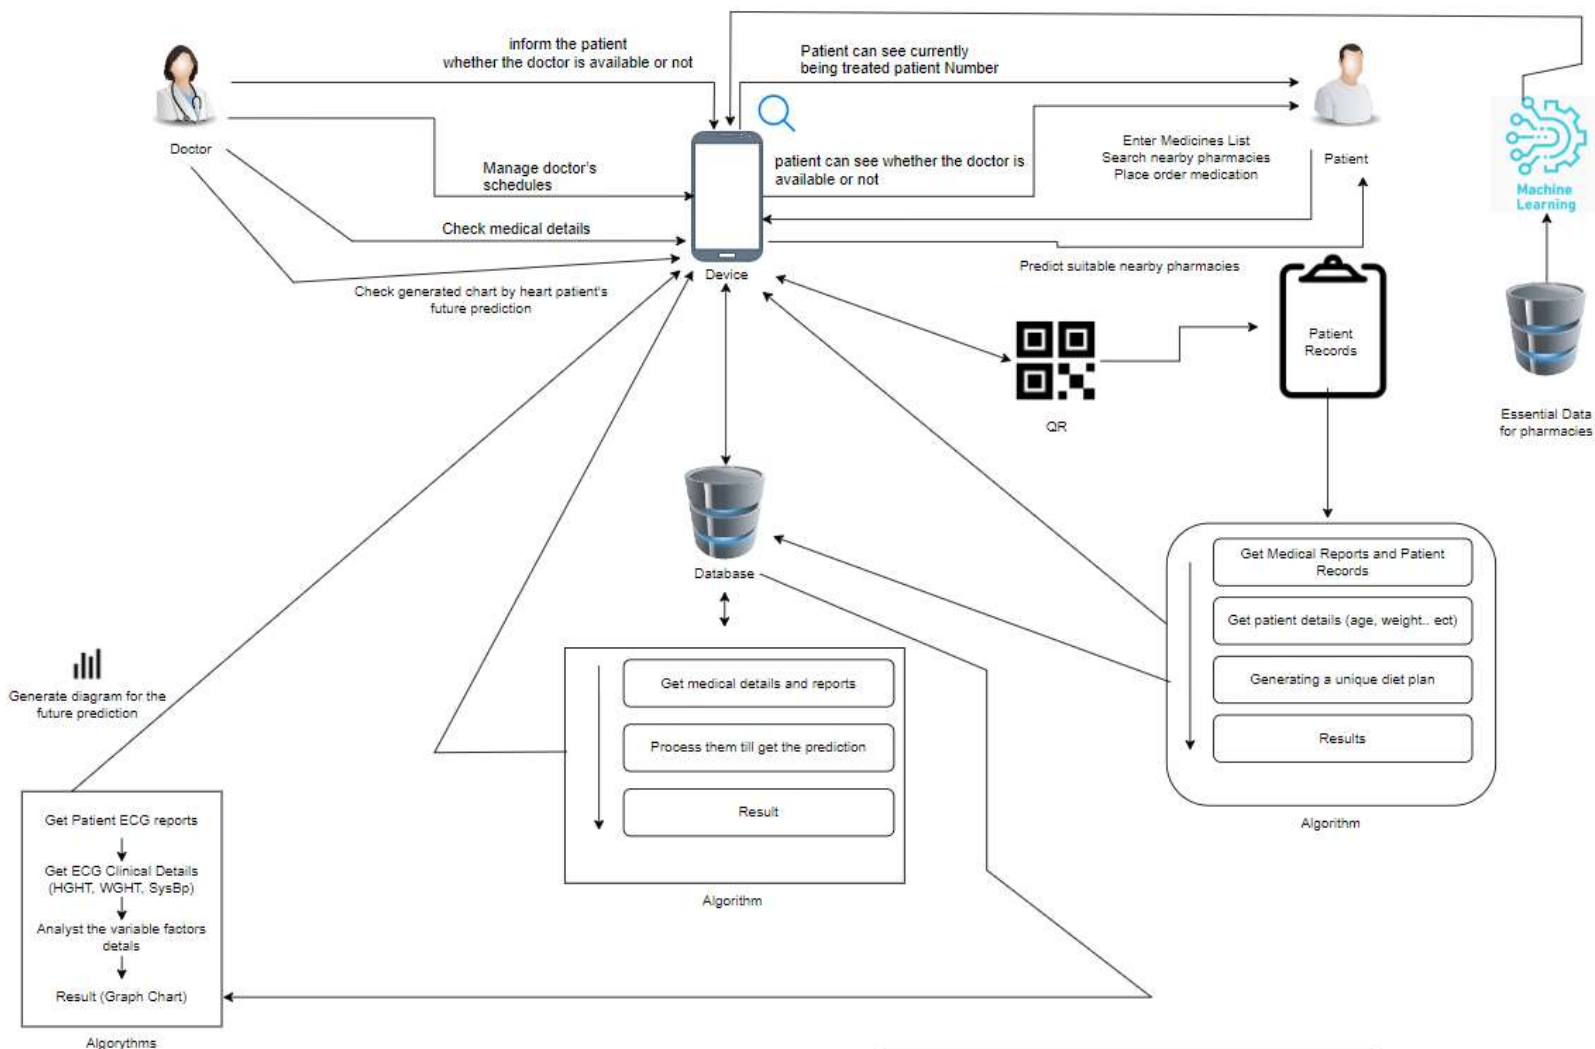 inform the patient
whether the doctor is available or not
Patient can see currently
being treated patient Number
Doctor
Manage doctor's
schedules
patient can see whether the doctor is
available or not
Enter Medicines List
Search nearby pharmacies
Place order medication
Patient
Machine
Learning
Check medical details
Device
Predict suitable nearby pharmacies
Check generated chart by heart patient's
future prediction
Patient
Records
QR
Essential Data
for pharmacies
Database
Get Medical Reports and Patient
Records
Get patient details (age, weight.. ect)
Generating a unique diet plan
Results
Algorithm
Get medical details and reports
Process them till get the prediction
Result
Algorithm
Generate diagram for the
future prediction
Get Patient ECG reports
Get ECG Clinical Details
(HGHT, WGHT, SysBp)
Analyst the variable factors
detals
Result (Graph Chart)
Algorythms